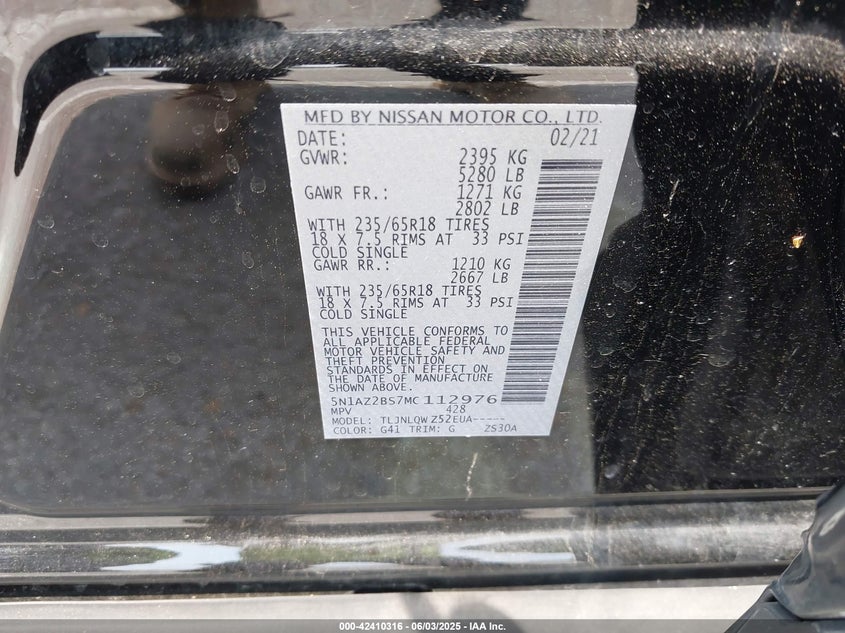 MFD BY NISSAN MOTOR CO., LTD.
DATE: 02/21
GVWR: 2395 KG
5280 LB
GAWR FR.: 1271 KG
2802 LB
WITH 235/65R18 TIRES
18 X 7.5 RIMS AT 33 PSI
COLD SINGLE
GAWR RR.: 1210 KG
2667 LB
WITH 235/65R18 TIRES
18 X 7.5 RIMS AT 33 PSI
COLD SINGLE
THIS VEHICLE CONFORMS TO
ALL APPLICABLE FEDERAL
MOTOR VEHICLE SAFETY AND
THEFT PREVENTION
STANDARDS IN EFFECT ON
THE DATE OF MANUFACTURE
SHOWN ABOVE.
5N1AZ2BS7MC112976
MPV 428
MODEL: TLJNLQWZ52EUA-----
COLOR: G41 TRIM: G ZS30A
000-42410316 - 06/03/2025 - IAA Inc.